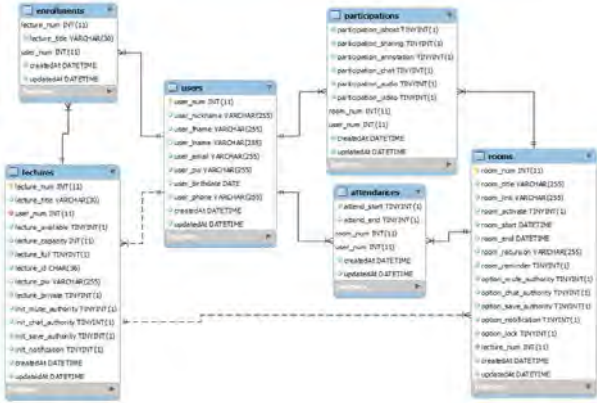 enrollments
lecture_num INT(11)
lecture_title VARCHAR(30)
user_num INT(11)
createdAt DATETIME
updatedAt DATETIME
users
user_num INT(11)
user_nickname VARCHAR(255)
user_fname VARCHAR(255)
user_lname VARCHAR(255)
user_email VARCHAR(255)
user_pw VARCHAR(255)
user_birthdate DATE
user_phone VARCHAR(255)
createdAt DATETIME
updatedAt DATETIME
participations
TINYINT(1)
participation_sharing TINYINT(1)
participation_annotation TINYINT(1)
participation_chat TINYINT(1)
participation_audio TINYINT(1)
participation_video TINYINT(1)
room_num INT(11)
user_num INT(11)
createdAt DATETIME
updatedAt DATETIME
lectures
lecture_num INT(11)
lecture_title VARCHAR(30)
user_num INT(11)
lecture_available TINYINT(1)
lecture_capacity INT(11)
lecture_full TINYINT(1)
lecture_id CHAR(36)
lecture_pw VARCHAR(255)
lecture_private TINYINT(1)
init_mute_authority TINYINT(1)
init_chat_authority TINYINT(1)
init_save_authority TINYINT(1)
init_notification TINYINT(1)
createdAt DATETIME
updatedAt DATETIME
attendances
attend_start TINYINT(1)
attend_end TINYINT(1)
room_num INT(11)
user_num INT(11)
createdAt DATETIME
updatedAt DATETIME
rooms
room_num INT(11)
room_title VARCHAR(255)
room_link VARCHAR(255)
room_activate TINYINT(1)
room_start DATETIME
room_end DATETIME
room_recursion VARCHAR(255)
room_reminder TINYINT(1)
option_mute_authority TINYINT(1)
option_chat_authority TINYINT(1)
option_save_authority TINYINT(1)
option_notification TINYINT(1)
option_lock TINYINT(1)
lecture_num INT(11)
createdAt DATETIME
updatedAt DATETIME